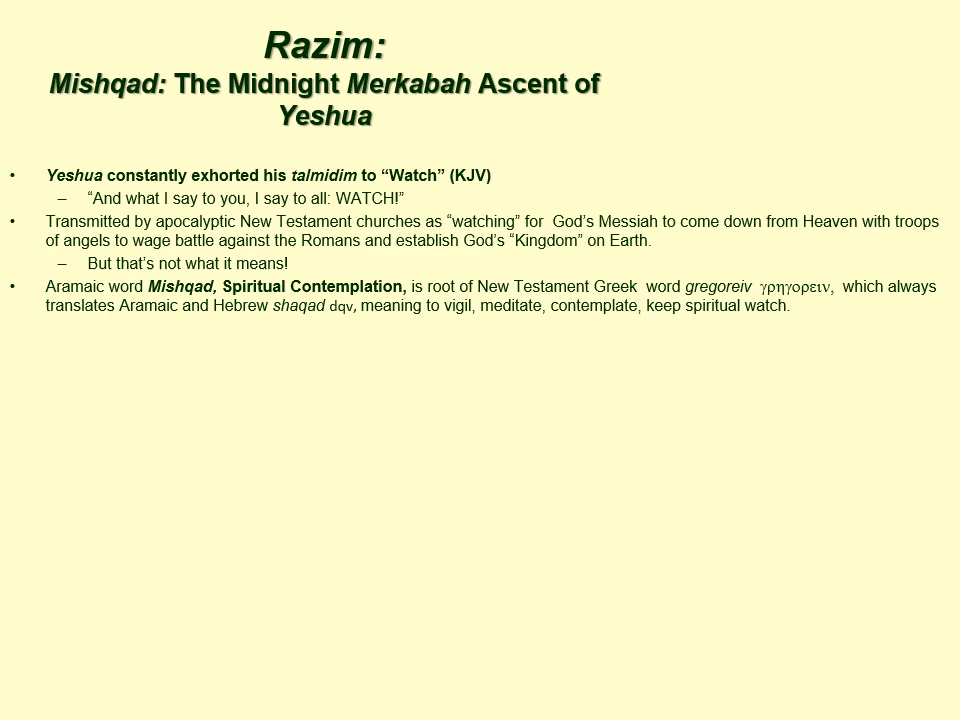 Razim:
Mishqad: The Midnight Merkabah Ascent of
Yeshua
• Yeshua constantly exhorted his talmidim to “Watch” (KJV)
– “And what I say to you, I say to all: WATCH!”
• Transmitted by apocalyptic New Testament churches as “watching” for God’s Messiah to come down from Heaven with troops
of angels to wage battle against the Romans and establish God’s “Kingdom” on Earth.
– But that’s not what it means!
• Aramaic word Mishqad, Spiritual Contemplation, is root of New Testament Greek word gregoreiv γρηγορειν, which always
translates Aramaic and Hebrew shaqad dqv, meaning to vigil, meditate, contemplate, keep spiritual watch.